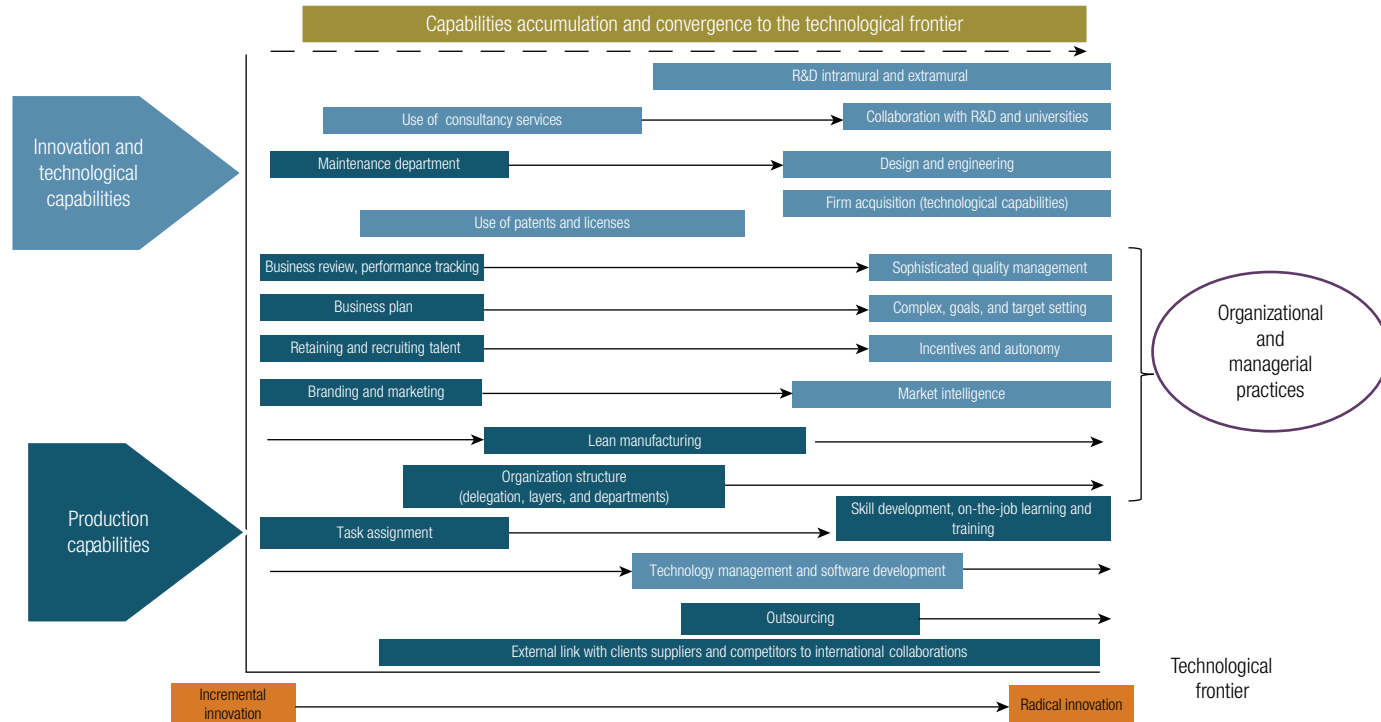 Capabilities accumulation and convergence to the technological frontier
R&D intramural and extramural
Use of consultancy services
Collaboration with R&D and universities
Innovation and
technological
capabilities
Maintenance department
Design and engineering
Firm acquisition (technological capabilities)
Use of patents and licenses
Business review, performance tracking
Sophisticated quality management
Business plan
Complex, goals, and target setting
Retaining and recruiting talent
Incentives and autonomy
Branding and marketing
Market intelligence
Organizational
and
managerial
practices
Lean manufacturing
Organization structure
(delegation, layers, and departments)
Production
capabilities
Task assignment
Skill development, on-the-job learning and
training
Technology management and software development
Outsourcing
External link with clients suppliers and competitors to international collaborations
Technological
frontier
Incremental
innovation
Radical innovation